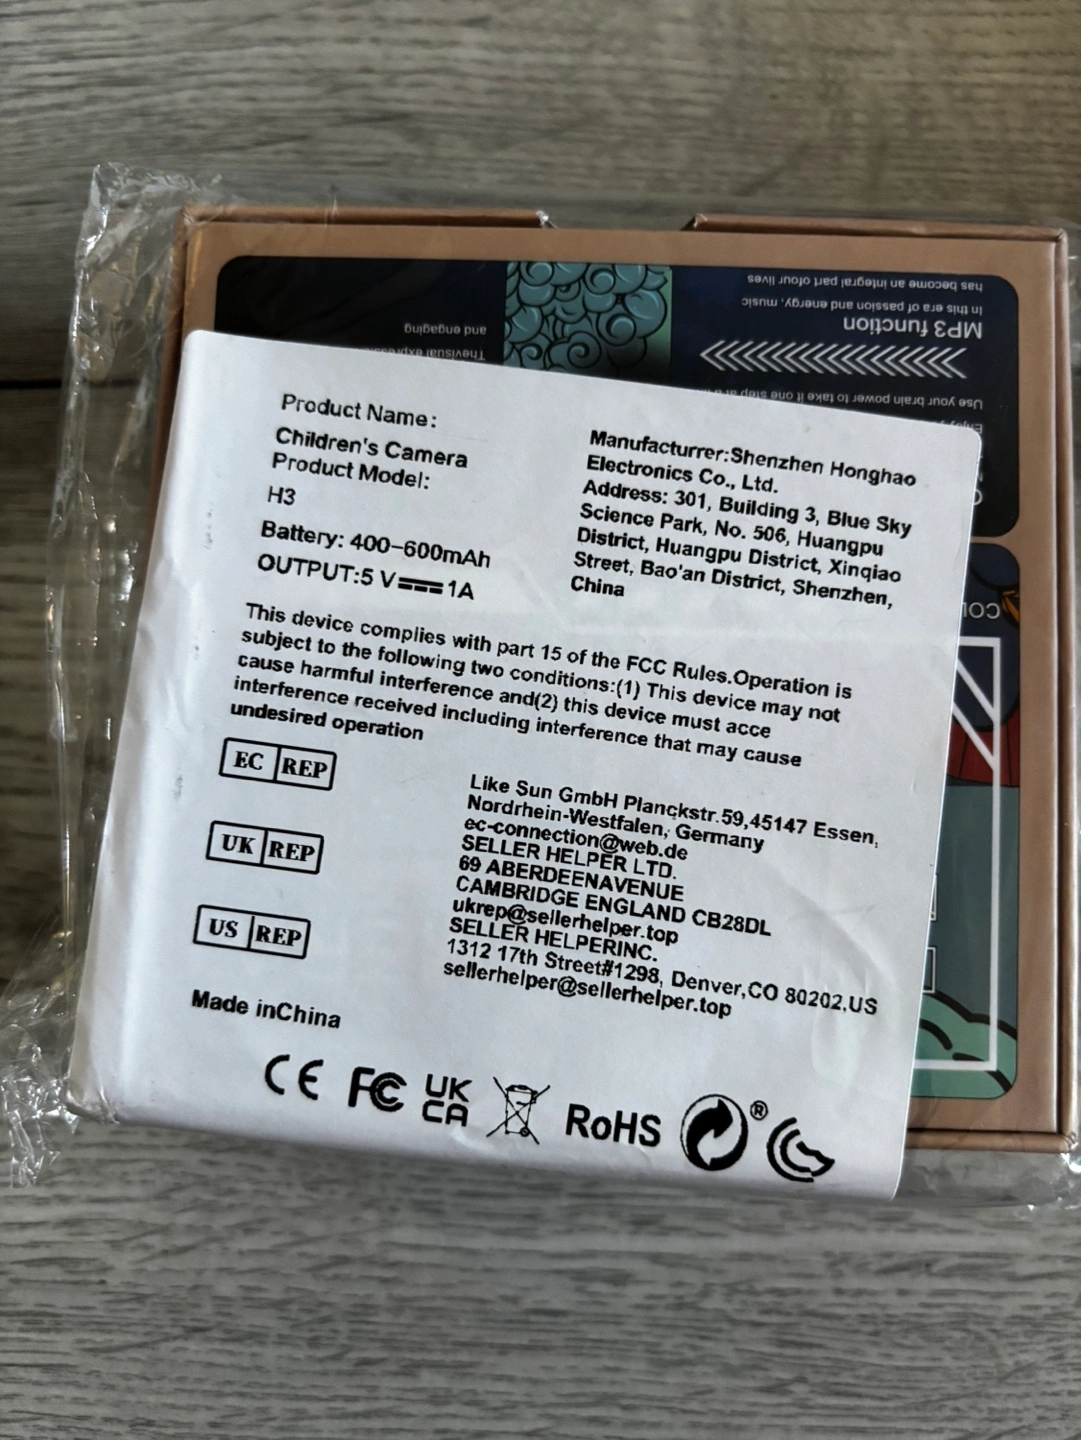 has become an integral part ofour lives
In this era of passion and energy, music
MP3 function
and engaging
Thevisual
Use your brain power to take it one step at a
Product Name:
Children's Camera
Product Model:
H3
Battery: 400-600mAh
OUTPUT:5 V⎓1A
Manufacturrer:Shenzhen Honghao
Electronics Co., Ltd.
Address: 301, Building 3, Blue Sky
Science Park, No. 506, Huangpu
District, Huangpu District, Xinqiao
Street, Bao'an District, Shenzhen,
China
This device complies with part 15 of the FCC Rules.Operation is
subject to the following two conditions:(1) This device may not
cause harmful interference and(2) this device must acce
interference received including interference that may cause
undesired operation
EC REP
UK REP
US REP
Like Sun GmbH Planckstr.59,45147 Essen,
Nordrhein-Westfalen, Germany
ec-connection@web.de
SELLER HELPER LTD.
69 ABERDEENAVENUE
CAMBRIDGE ENGLAND CB28DL
ukrep@sellerhelper.top
SELLER HELPERINC.
1312 17th Street#1298, Denver,CO 80202,US
sellerhelper@sellerhelper.top
Made inChina
CE FC UK
CA
RoHS ®